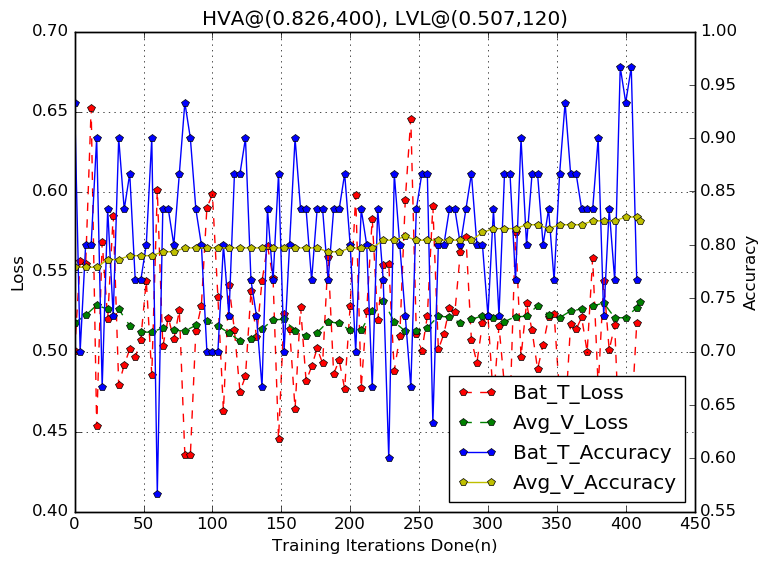 HVA@(0.826,400), LVL@(0.507,120)
0.70
0.65
0.60
0.55
0.50
0.45
0.40
Loss
1.00
0.95
0.90
0.85
0.80
0.75
0.70
0.65
0.60
0.55
Accuracy
Bat_T_Loss
Avg_V_Loss
Bat_T_Accuracy
Avg_V_Accuracy
0 50 100 150 200 250 300 350 400 450
Training Iterations Done(n)